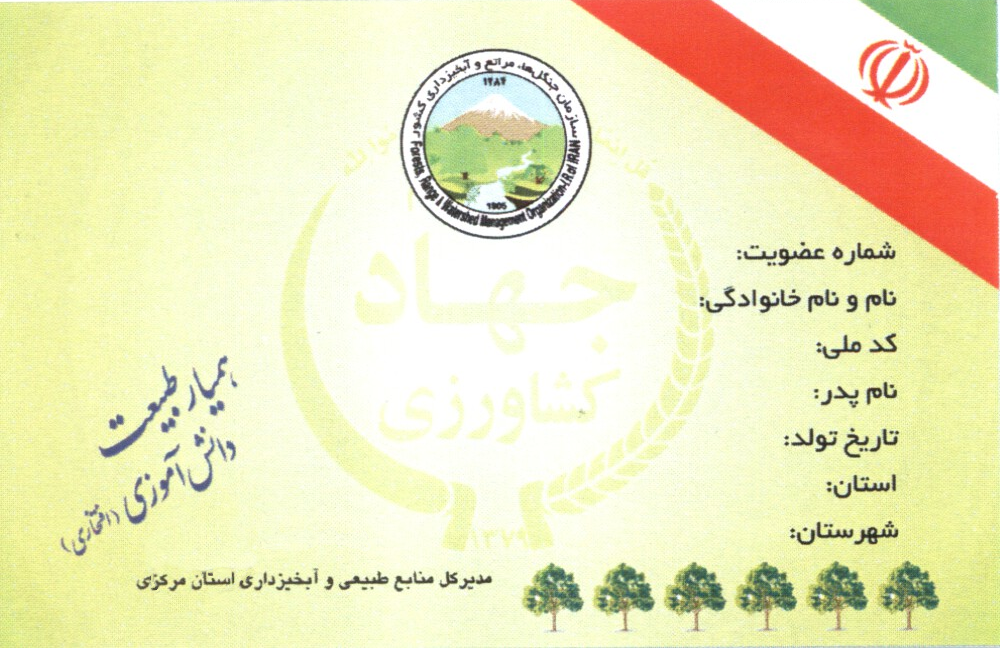 سازمان جنگل‌ها، مراتع و آبخیزداری کشور
۱۲۸۴
1905
Forests, Range & Watershed Management Organization-I.R of IRAN
جهاد
کشاورزی
۱۳۷۹
شماره عضویت:
نام و نام خانوادگی:
کد ملی:
نام پدر:
تاریخ تولد:
استان:
شهرستان:
همیار طبیعت
دانش آموزی (افتخاری)
مدیرکل منابع طبیعی و آبخیزداری استان مرکزی